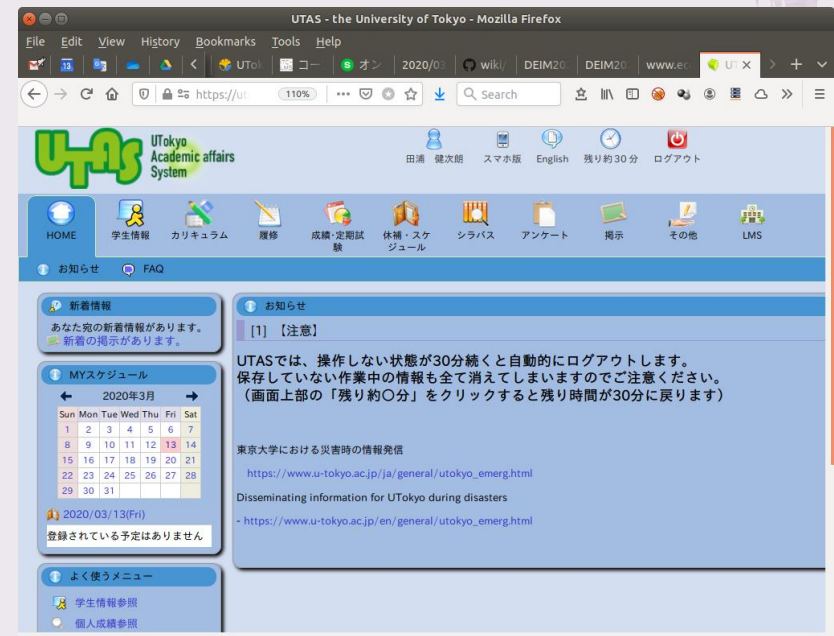 UTAS - the University of Tokyo - Mozilla Firefox
File Edit View History Bookmarks Tools Help
UTok コー オン 2020/03 wiki/ DEIM20 DEIM20 www.ec UT
https://ut 110% Search
UTAS UTokyo Academic affairs System
田浦 健次朗 スマホ版 English 残り約30分 ログアウト
HOME 学生情報 カリキュラム 履修 成績・定期試験 休補・スケジュール シラバス アンケート 掲示 その他 LMS
お知らせ FAQ
新着情報
あなた宛の新着情報があります。
新着の掲示があります。
MYスケジュール
2020年3月
Sun Mon Tue Wed Thu Fri Sat
1 2 3 4 5 6 7
8 9 10 11 12 13 14
15 16 17 18 19 20 21
22 23 24 25 26 27 28
29 30 31
2020/03/13(Fri)
登録されている予定はありません
よく使うメニュー
学生情報参照
個人成績参照
お知らせ
[1] 【注意】
UTASでは、操作しない状態が30分続くと自動的にログアウトします。
保存していない作業中の情報も全て消えてしまいますのでご注意ください。
（画面上部の「残り約〇分」をクリックすると残り時間が30分に戻ります）
東京大学における災害時の情報発信
https://www.u-tokyo.ac.jp/ja/general/utokyo_emerg.html
Disseminating information for UTokyo during disasters
- https://www.u-tokyo.ac.jp/en/general/utokyo_emerg.html